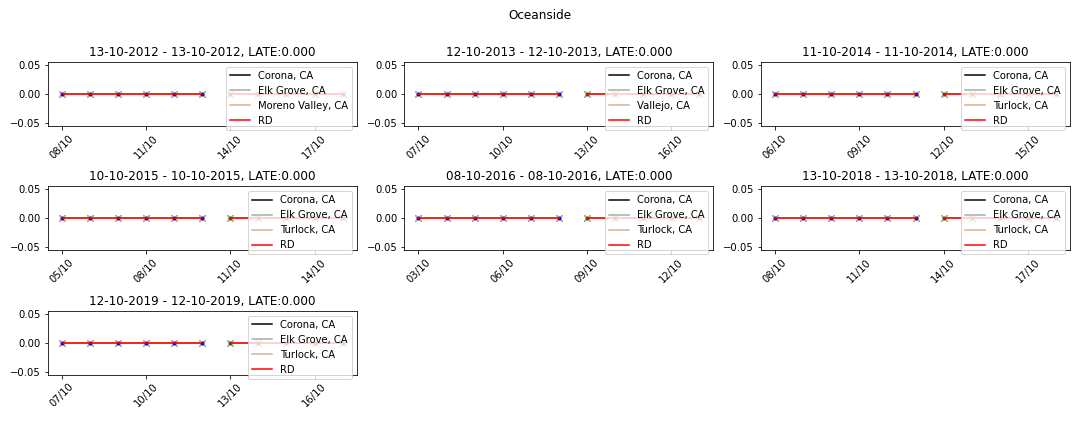 Oceanside
13-10-2012 - 13-10-2012, LATE:0.000
0.05
0.00
−0.05
Corona, CA
Elk Grove, CA
Moreno Valley, CA
RD
08/10
11/10
14/10
17/10
12-10-2013 - 12-10-2013, LATE:0.000
0.05
0.00
−0.05
Corona, CA
Elk Grove, CA
Vallejo, CA
RD
07/10
10/10
13/10
16/10
11-10-2014 - 11-10-2014, LATE:0.000
0.05
0.00
−0.05
Corona, CA
Elk Grove, CA
Turlock, CA
RD
06/10
09/10
12/10
15/10
10-10-2015 - 10-10-2015, LATE:0.000
0.05
0.00
−0.05
Corona, CA
Elk Grove, CA
Turlock, CA
RD
05/10
08/10
11/10
14/10
08-10-2016 - 08-10-2016, LATE:0.000
0.05
0.00
−0.05
Corona, CA
Elk Grove, CA
Turlock, CA
RD
03/10
06/10
09/10
12/10
13-10-2018 - 13-10-2018, LATE:0.000
0.05
0.00
−0.05
Corona, CA
Elk Grove, CA
Turlock, CA
RD
08/10
11/10
14/10
17/10
12-10-2019 - 12-10-2019, LATE:0.000
0.05
0.00
−0.05
Corona, CA
Elk Grove, CA
Turlock, CA
RD
07/10
10/10
13/10
16/10